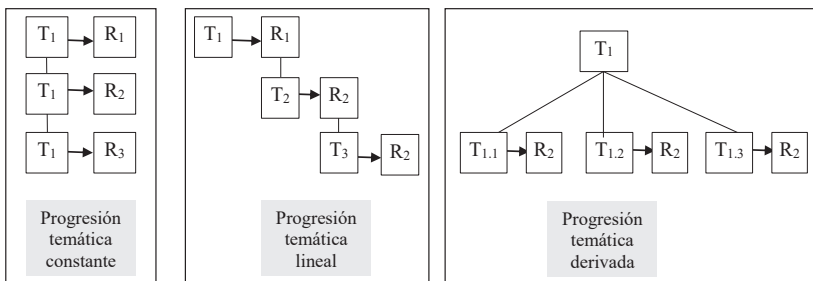 T1 R1
T1 R2
T1 R3
Progresión
temática
constante
T1 R1
T2 R2
T3 R2
Progresión
temática
lineal
T1
T1.1 R2 T1.2 R2 T1.3 R2
Progresión
temática
derivada